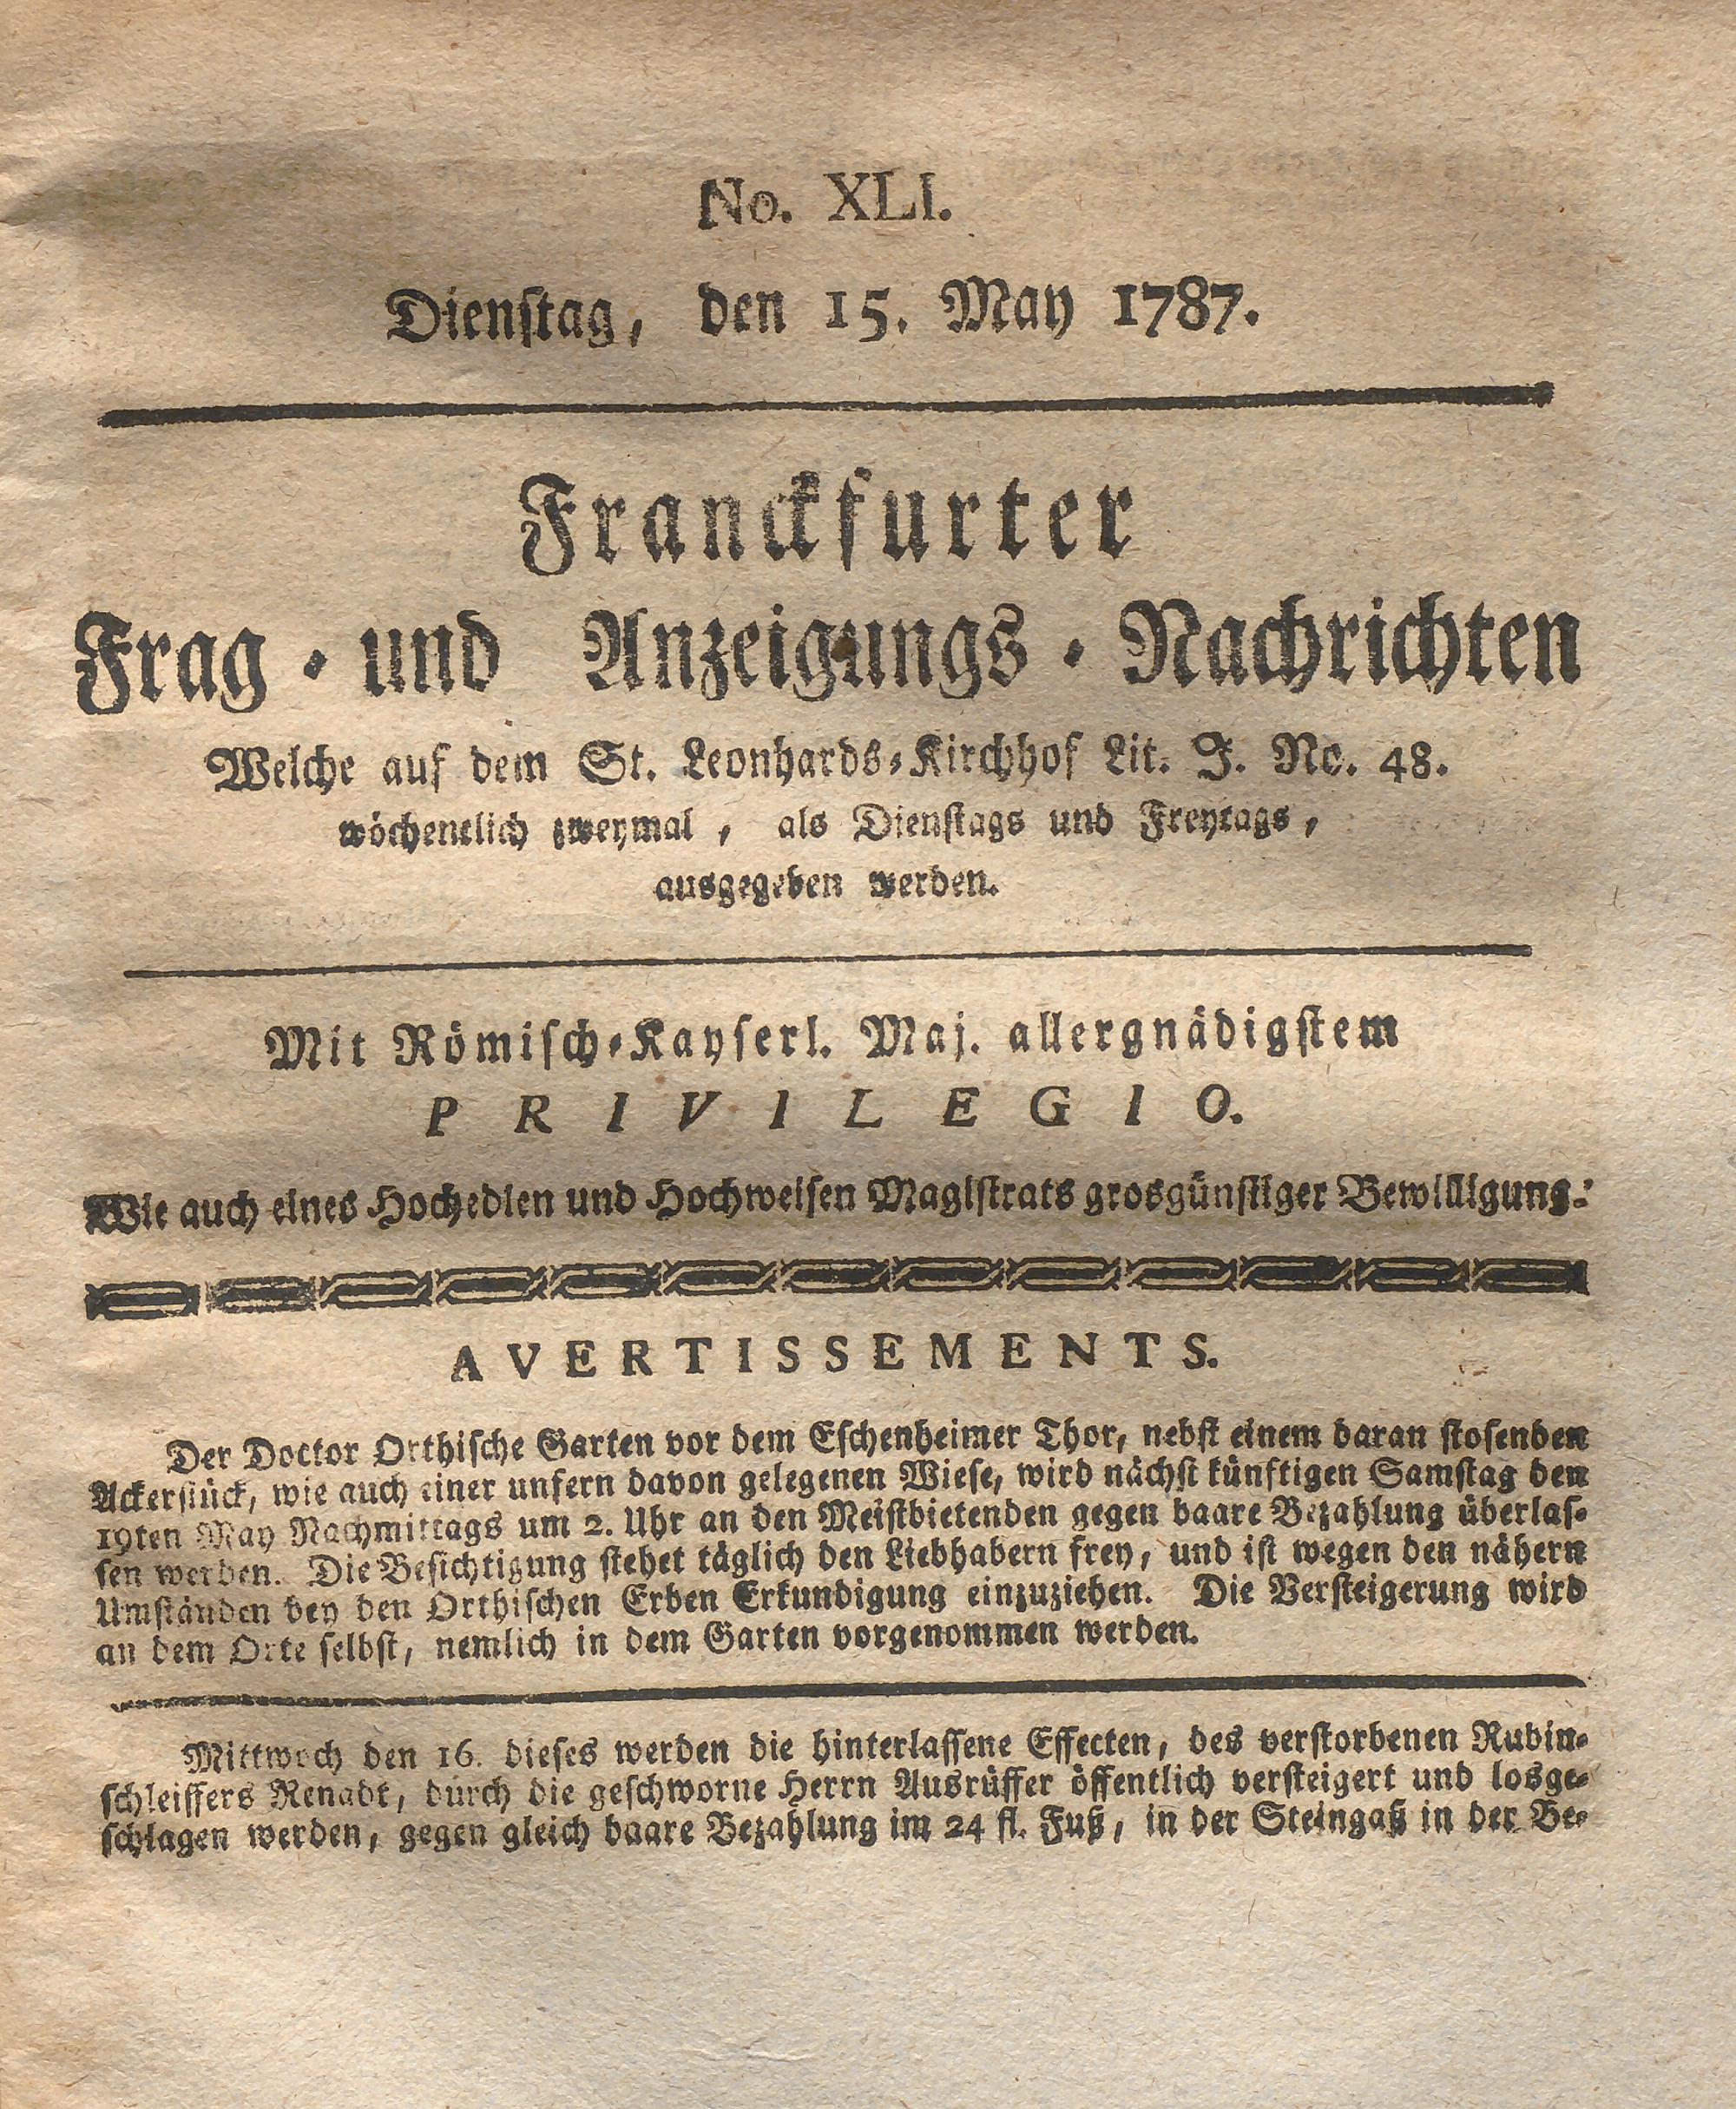 No. XLI.
Dienstag, den 15. May 1787.
Franckfurter
Frag- und Anzeigungs-Nachrichten
Welche auf dem St. Leonhards-Kirchhof Lit. J. No. 48.
wöchentlich zweymal, als Dienstags und Freytags,
ausgegeben werden.
Mit Römisch-Kayserl. Maj. allergnädigstem
PRIVILEGIO.
Wie auch eines Hochedlen und Hochweisen Magistrats grosgünstiger Bewilligung.
AVERTISSEMENTS.
Der Doctor Orthische Garten vor dem Eschenheimer Thor, nebst einem daran stosenden
Ackerstück, wie auch einer unfern davon gelegenen Wiese, wird nächst künftigen Samstag den
19ten May Nachmittags um 2. Uhr an den Meistbietenden gegen baare Bezahlung überlas-
sen werden. Die Besichtigung stehet täglich den Liebhabern frey, und ist wegen den nähern
Umständen bey den Orthischen Erben Erkundigung einzuziehen. Die Versteigerung wird
an dem Orte selbst, nemlich in dem Garten vorgenommen werden.
Mittwoch den 16. dieses werden die hinterlassene Effecten, des verstorbenen Rubin-
schleiffers Renadt, durch die geschworne Herrn Ausrüffer öffentlich versteigert und losge-
schlagen werden, gegen gleich baare Bezahlung im 24 fl. Fuß, in der Steingaß in der Be-